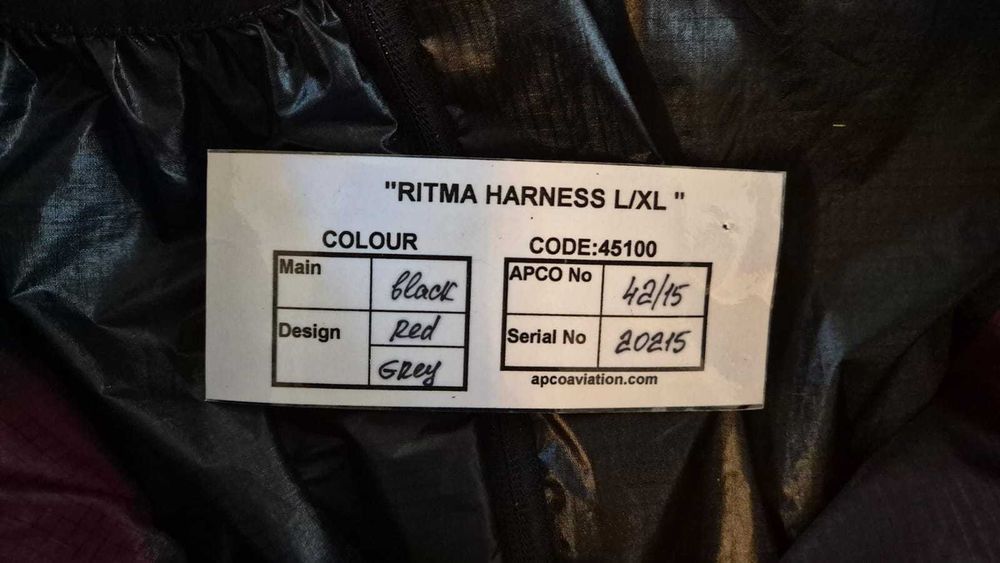 "RITMA HARNESS L/XL "
COLOUR
Main black
Design Red
Grey
CODE:45100
APCO No 42/15
Serial No 20215
apcoaviation.com